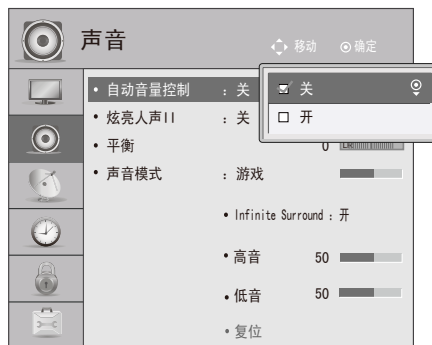 声音
移动 确定
• 自动音量控制 : 关
关
• 炫亮人声II : 关
开
• 平衡 0
• 声音模式 : 游戏
• Infinite Surround : 开
• 高音 50
• 低音 50
• 复位